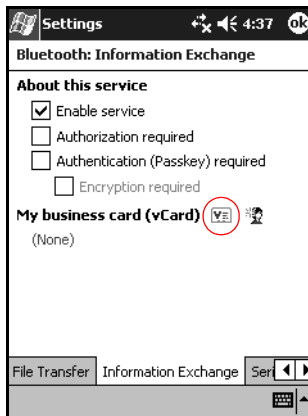 Settings 4:37 ok
Bluetooth: Information Exchange
About this service
Enable service
Authorization required
Authentication (Passkey) required
Encryption required
My business card (vCard)
(None)
File Transfer Information Exchange Seri